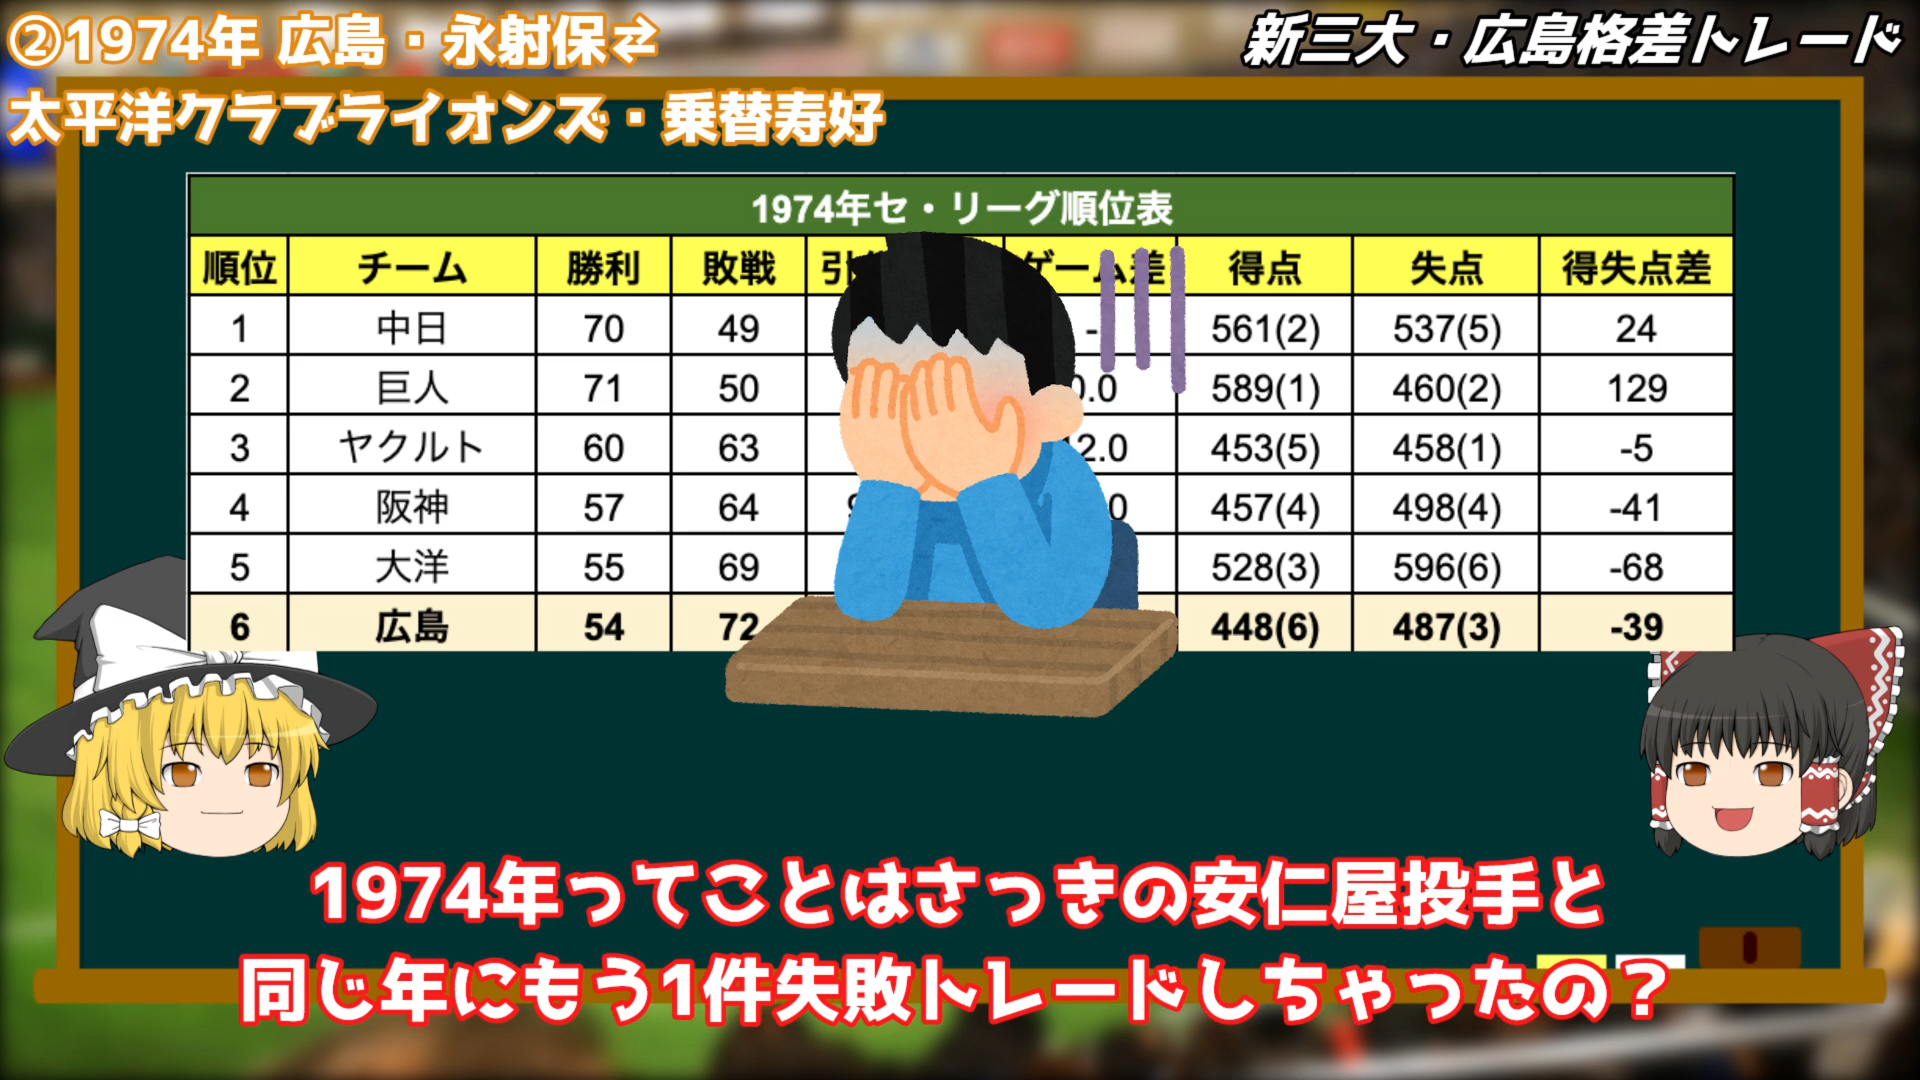 ②1974年 広島・永射保⇄
太平洋クラブライオンズ・乗替寿好
新三大・広島格差トレード
1974年セ・リーグ順位表
順位 チーム 勝利 敗戦 ゲーム差 得点 失点 得失点差
1 中日 70 49 - 561(2) 537(5) 24
2 巨人 71 50 589(1) 460(2) 129
3 ヤクルト 60 63 453(5) 458(1) -5
4 阪神 57 64 457(4) 498(4) -41
5 大洋 55 69 528(3) 596(6) -68
6 広島 54 72 448(6) 487(3) -39
1974年ってことはさっきの安仁屋投手と
同じ年にもう1件失敗トレードしちゃったの？